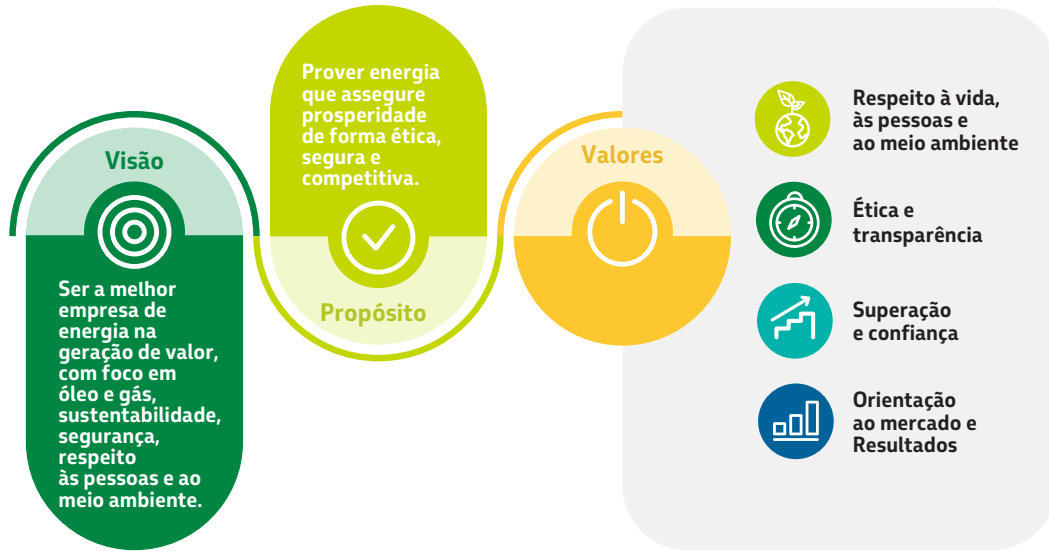 Visão
Ser a melhor
empresa de
energia na
geração de valor,
com foco em
óleo e gás,
sustentabilidade,
segurança,
respeito
às pessoas e ao
meio ambiente.
Prover energia
que assegure
prosperidade
de forma ética,
segura e
competitiva.
Propósito
Valores
Respeito à vida,
às pessoas e
ao meio ambiente
Ética e
transparência
Superação
e confiança
Orientação
ao mercado e
Resultados